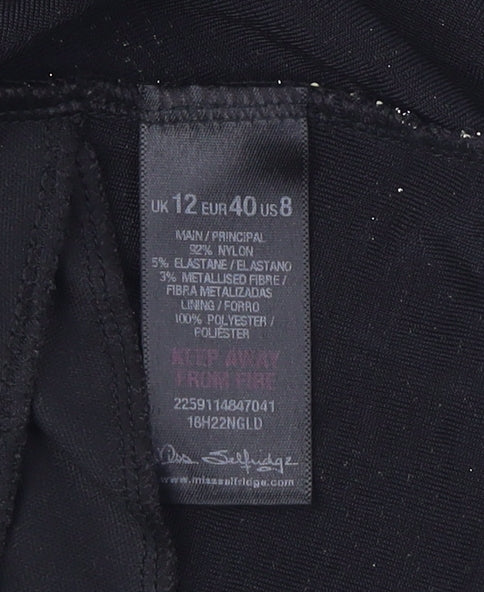 UK 12 EUR 40 US 8
MAIN / PRINCIPAL
92% NYLON
5% ELASTANE / ELASTANO
3% METALLISED FIBRE /
FIBRA METALIZADAS
LINING / FORRO
100% POLYESTER /
POLIÉSTER
KEEP AWAY
FROM FIRE
2259114847041
18H22NGLD
Miss Selfridge
www.missselfridge.com